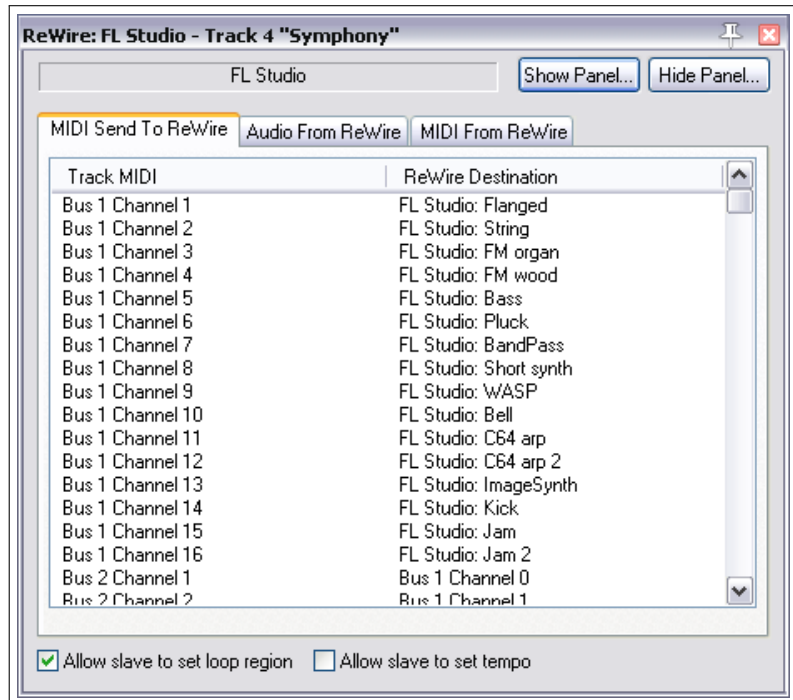 ReWire: FL Studio - Track 4 "Symphony"
FL Studio Show Panel... Hide Panel...
MIDI Send To ReWire Audio From ReWire MIDI From ReWire
Track MIDI ReWire Destination
Bus 1 Channel 1 FL Studio: Flanged
Bus 1 Channel 2 FL Studio: String
Bus 1 Channel 3 FL Studio: FM organ
Bus 1 Channel 4 FL Studio: FM wood
Bus 1 Channel 5 FL Studio: Bass
Bus 1 Channel 6 FL Studio: Pluck
Bus 1 Channel 7 FL Studio: BandPass
Bus 1 Channel 8 FL Studio: Short synth
Bus 1 Channel 9 FL Studio: WASP
Bus 1 Channel 10 FL Studio: Bell
Bus 1 Channel 11 FL Studio: C64 arp
Bus 1 Channel 12 FL Studio: C64 arp 2
Bus 1 Channel 13 FL Studio: ImageSynth
Bus 1 Channel 14 FL Studio: Kick
Bus 1 Channel 15 FL Studio: Jam
Bus 1 Channel 16 FL Studio: Jam 2
Bus 2 Channel 1 Bus 1 Channel 0
Bus 2 Channel 2 Bus 1 Channel 1
Allow slave to set loop region Allow slave to set tempo